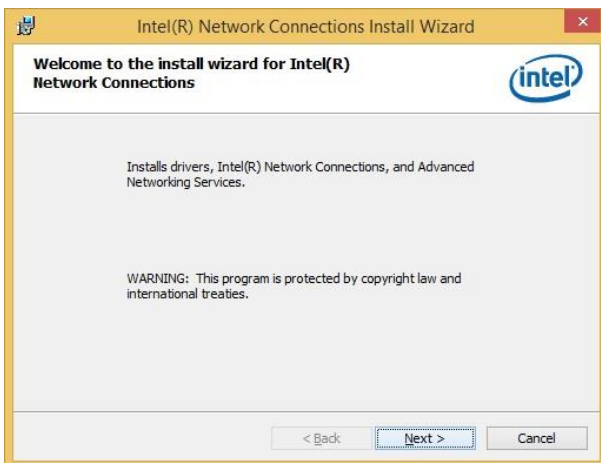 Intel(R) Network Connections Install Wizard
Welcome to the install wizard for Intel(R)
Network Connections
intel
Installs drivers, Intel(R) Network Connections, and Advanced
Networking Services.
WARNING: This program is protected by copyright law and
international treaties.
< Back Next > Cancel